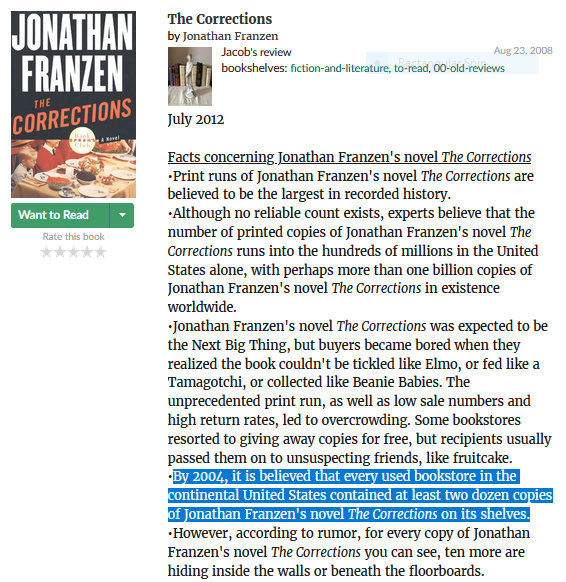 JONATHAN
FRANZEN
THE
CORRECTIONS
A Novel
Want to Read
Rate this book
The Corrections
by Jonathan Franzen
Jacob's review
Aug 23, 2008
bookshelves: fiction-and-literature, to-read, 00-old-reviews
Rectangular Snip
July 2012
Facts concerning Jonathan Franzen's novel The Corrections
•Print runs of Jonathan Franzen's novel The Corrections are
believed to be the largest in recorded history.
•Although no reliable count exists, experts believe that the
number of printed copies of Jonathan Franzen's novel The
Corrections runs into the hundreds of millions in the United
States alone, with perhaps more than one billion copies of
Jonathan Franzen's novel The Corrections in existence
worldwide.
•Jonathan Franzen's novel The Corrections was expected to be
the Next Big Thing, but buyers became bored when they
realized the book couldn't be tickled like Elmo, or fed like a
Tamagotchi, or collected like Beanie Babies. The
unprecedented print run, as well as low sale numbers and
high return rates, led to overcrowding. Some bookstores
resorted to giving away copies for free, but recipients usually
passed them on to unsuspecting friends, like fruitcake.
•By 2004, it is believed that every used bookstore in the
continental United States contained at least two dozen copies
of Jonathan Franzen's novel The Corrections on its shelves.
•However, according to rumor, for every copy of Jonathan
Franzen's novel The Corrections you can see, ten more are
hiding inside the walls or beneath the floorboards.